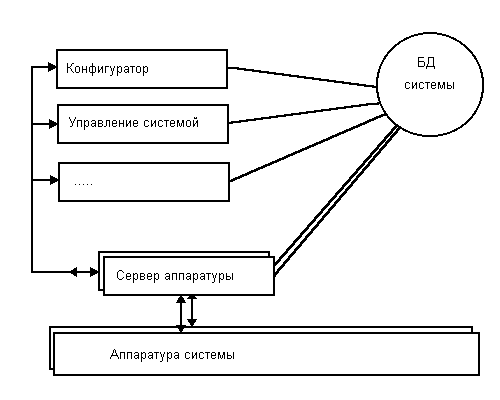 БД
системы
Конфигуратор
Управление системой
.....
Сервер аппаратуры
Аппаратура системы